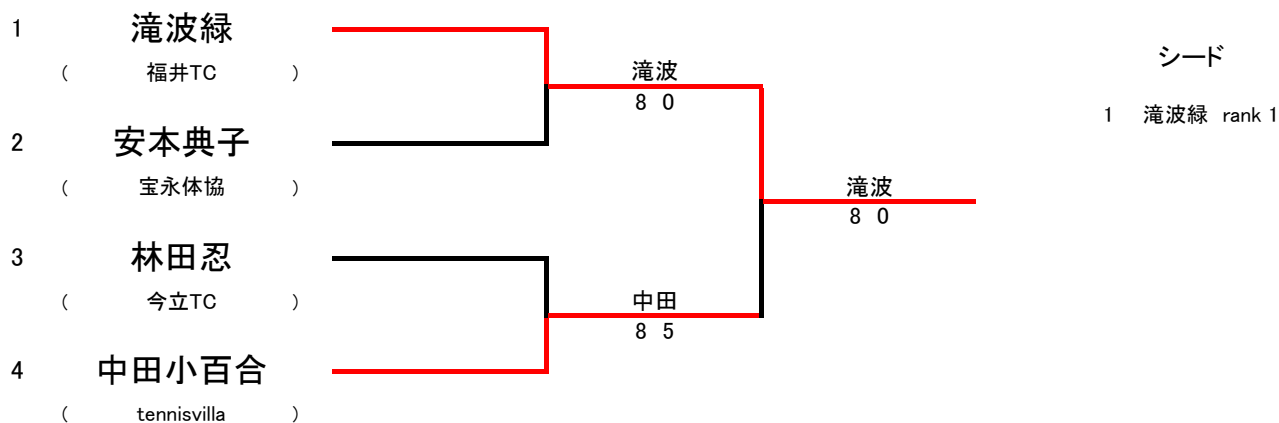 1 滝波緑
( 福井TC )
2 安本典子
( 宝永体協 )
3 林田忍
( 今立TC )
4 中田小百合
( tennisvilla )
滝波
8 0
中田
8 5
滝波
8 0
シード
1 滝波緑 rank 1